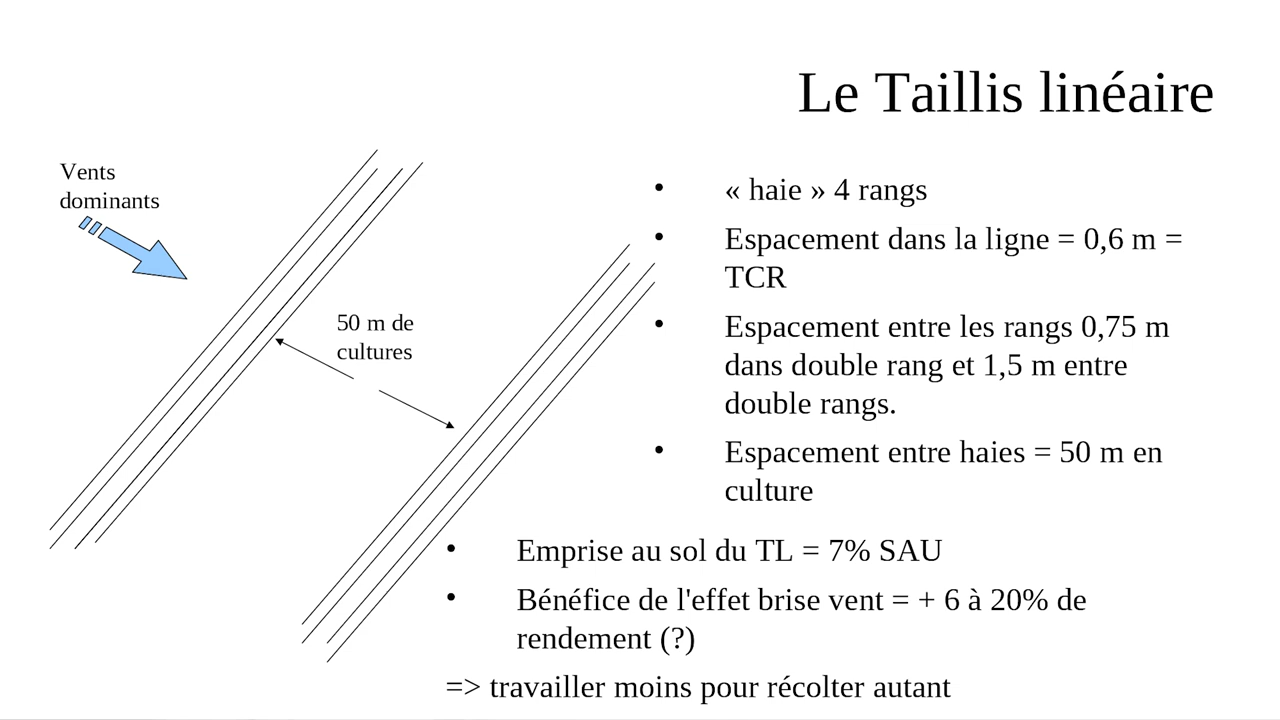 Le Taillis linéaire
Vents
dominants
50 m de
cultures
• « haie » 4 rangs
• Espacement dans la ligne = 0,6 m =
TCR
• Espacement entre les rangs 0,75 m
dans double rang et 1,5 m entre
double rangs.
• Espacement entre haies = 50 m en
culture
• Emprise au sol du TL = 7% SAU
• Bénéfice de l'effet brise vent = + 6 à 20% de
rendement (?)
=> travailler moins pour récolter autant